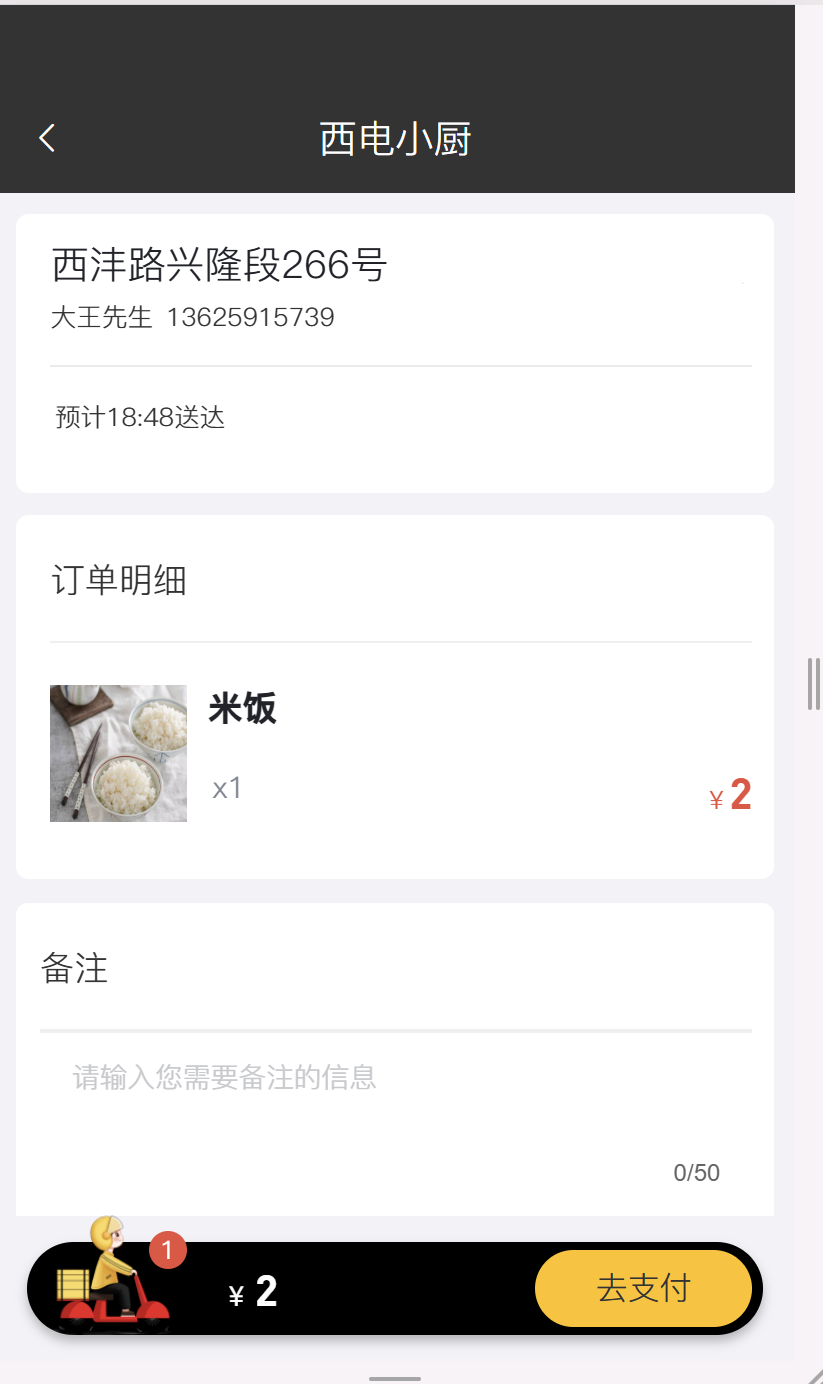 西电小厨
西沣路兴隆段266号
大王先生 13625915739
预计18:48送达
订单明细
米饭
x1
￥2
备注
请输入您需要备注的信息
0/50
1
￥2
去支付